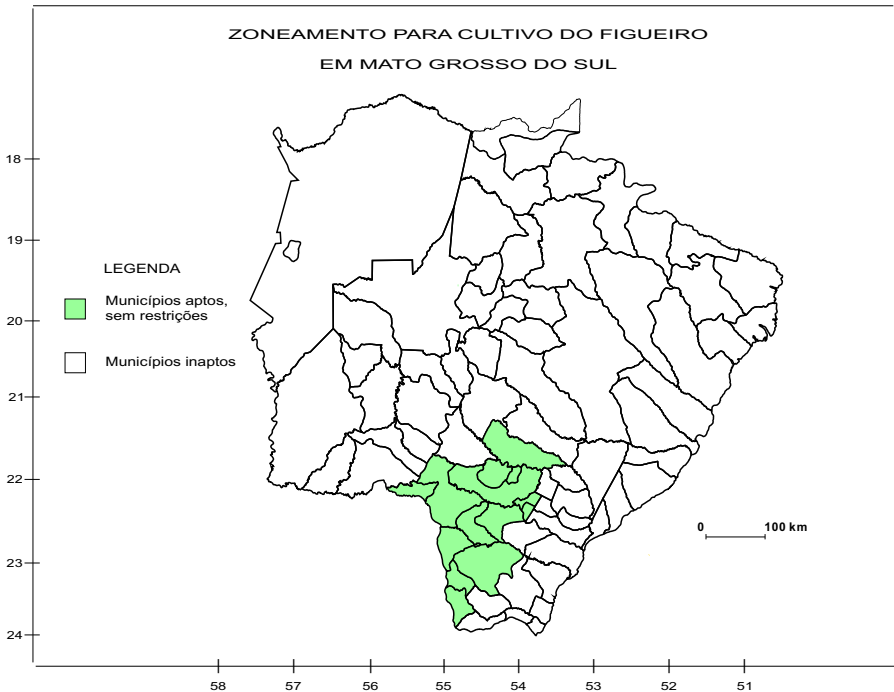 ZONEAMENTO PARA CULTIVO DO FIGUEIRO
EM MATO GROSSO DO SUL
18
19
LEGENDA
Municípios aptos,
sem restrições
20
Municípios inaptos
21
22
0 100 km
23
24
58 57 56 55 54 53 52 51